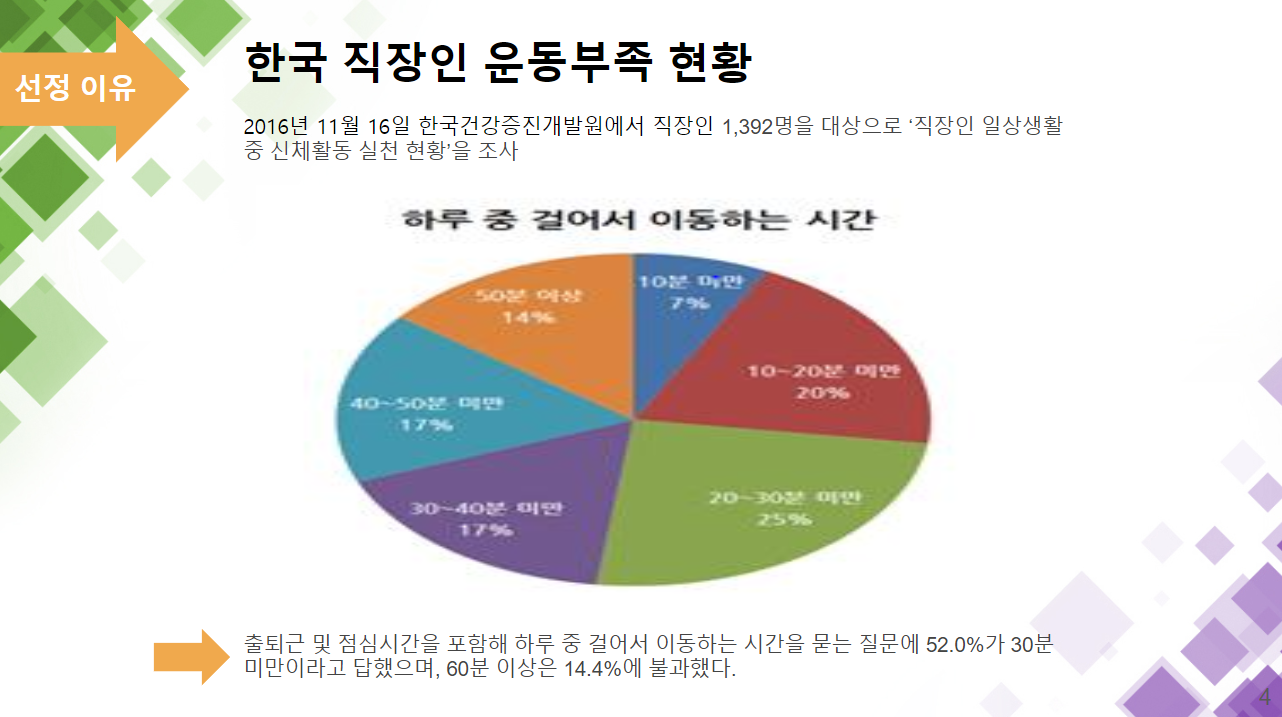 선정 이유
한국 직장인 운동부족 현황
2016년 11월 16일 한국건강증진개발원에서 직장인 1,392명을 대상으로 ‘직장인 일상생활
중 신체활동 실천 현황’을 조사
하루 중 걸어서 이동하는 시간
10분 미만
7%
10~20분 미만
20%
20~30분 미만
25%
30~40분 미만
17%
40~50분 미만
17%
50분 이상
14%
출퇴근 및 점심시간을 포함해 하루 중 걸어서 이동하는 시간을 묻는 질문에 52.0%가 30분
미만이라고 답했으며, 60분 이상은 14.4%에 불과했다.
4